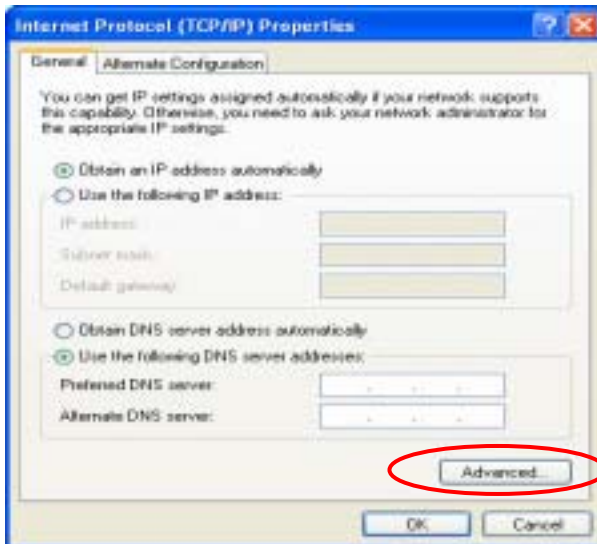 Internet Protocol (TCP/IP) Properties
General
Alternate Configuration
You can get IP settings assigned automatically if your network supports
this capability. Otherwise, you need to ask your network administrator for
the appropriate IP settings.
Obtain an IP address automatically
Use the following IP address:
IP address:
Subnet mask:
Default gateway:
Obtain DNS server address automatically
Use the following DNS server addresses:
Preferred DNS server:
Alternate DNS server:
Advanced...
OK
Cancel